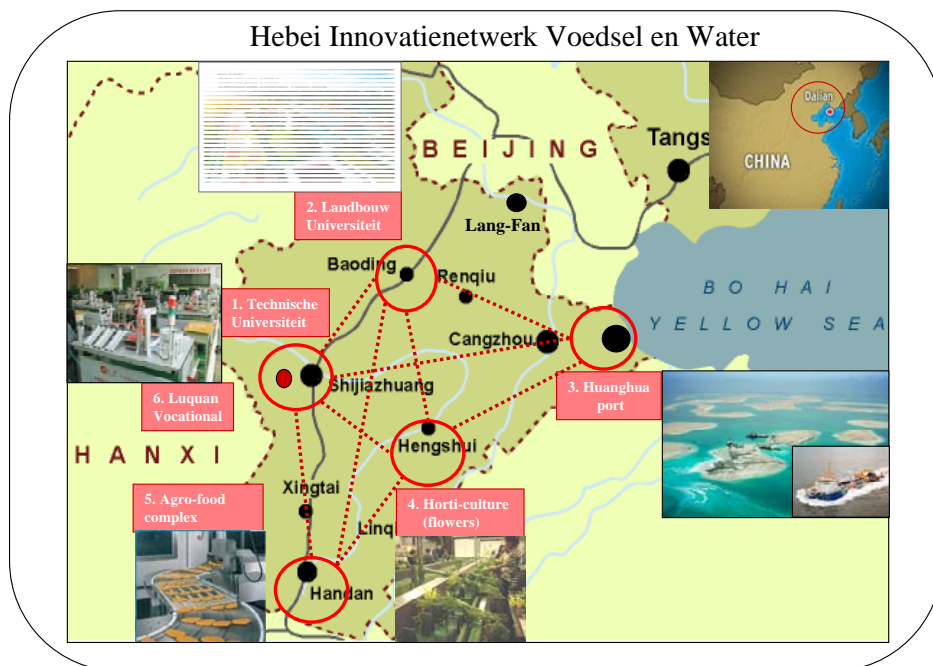 Hebei Innovatienetwerk Voedsel en Water
Dalian
CHINA
BEIJING
Tangs
2. Landbouw
Universiteit
Lang-Fan
Baoding
Renqiu
BO HAI
YELLOW SEA
1. Technische
Universiteit
Cangzhou
Shijiazhuang
3. Huanghua
port
6. Luquan
Vocational
HANXI
Hengshui
Xingtai
5. Agro-food
complex
4. Horti-culture
(flowers)
Linqi
Handan